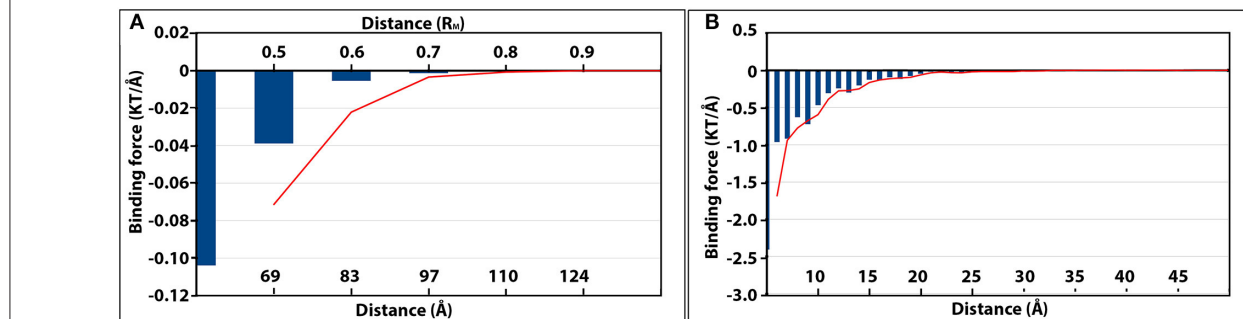 A
Distance (RM)
0.02
0.5 0.6 0.7 0.8 0.9
0
-0.02
-0.04
-0.06
-0.08
-0.10
-0.12
Binding force (KT/Å)
69 83 97 110 124
Distance (Å)
B
0.5
0
-0.5
-1.0
-1.5
-2.0
-2.5
-3.0
Binding force (KT/Å)
10 15 20 25 30 35 40 45
Distance (Å)